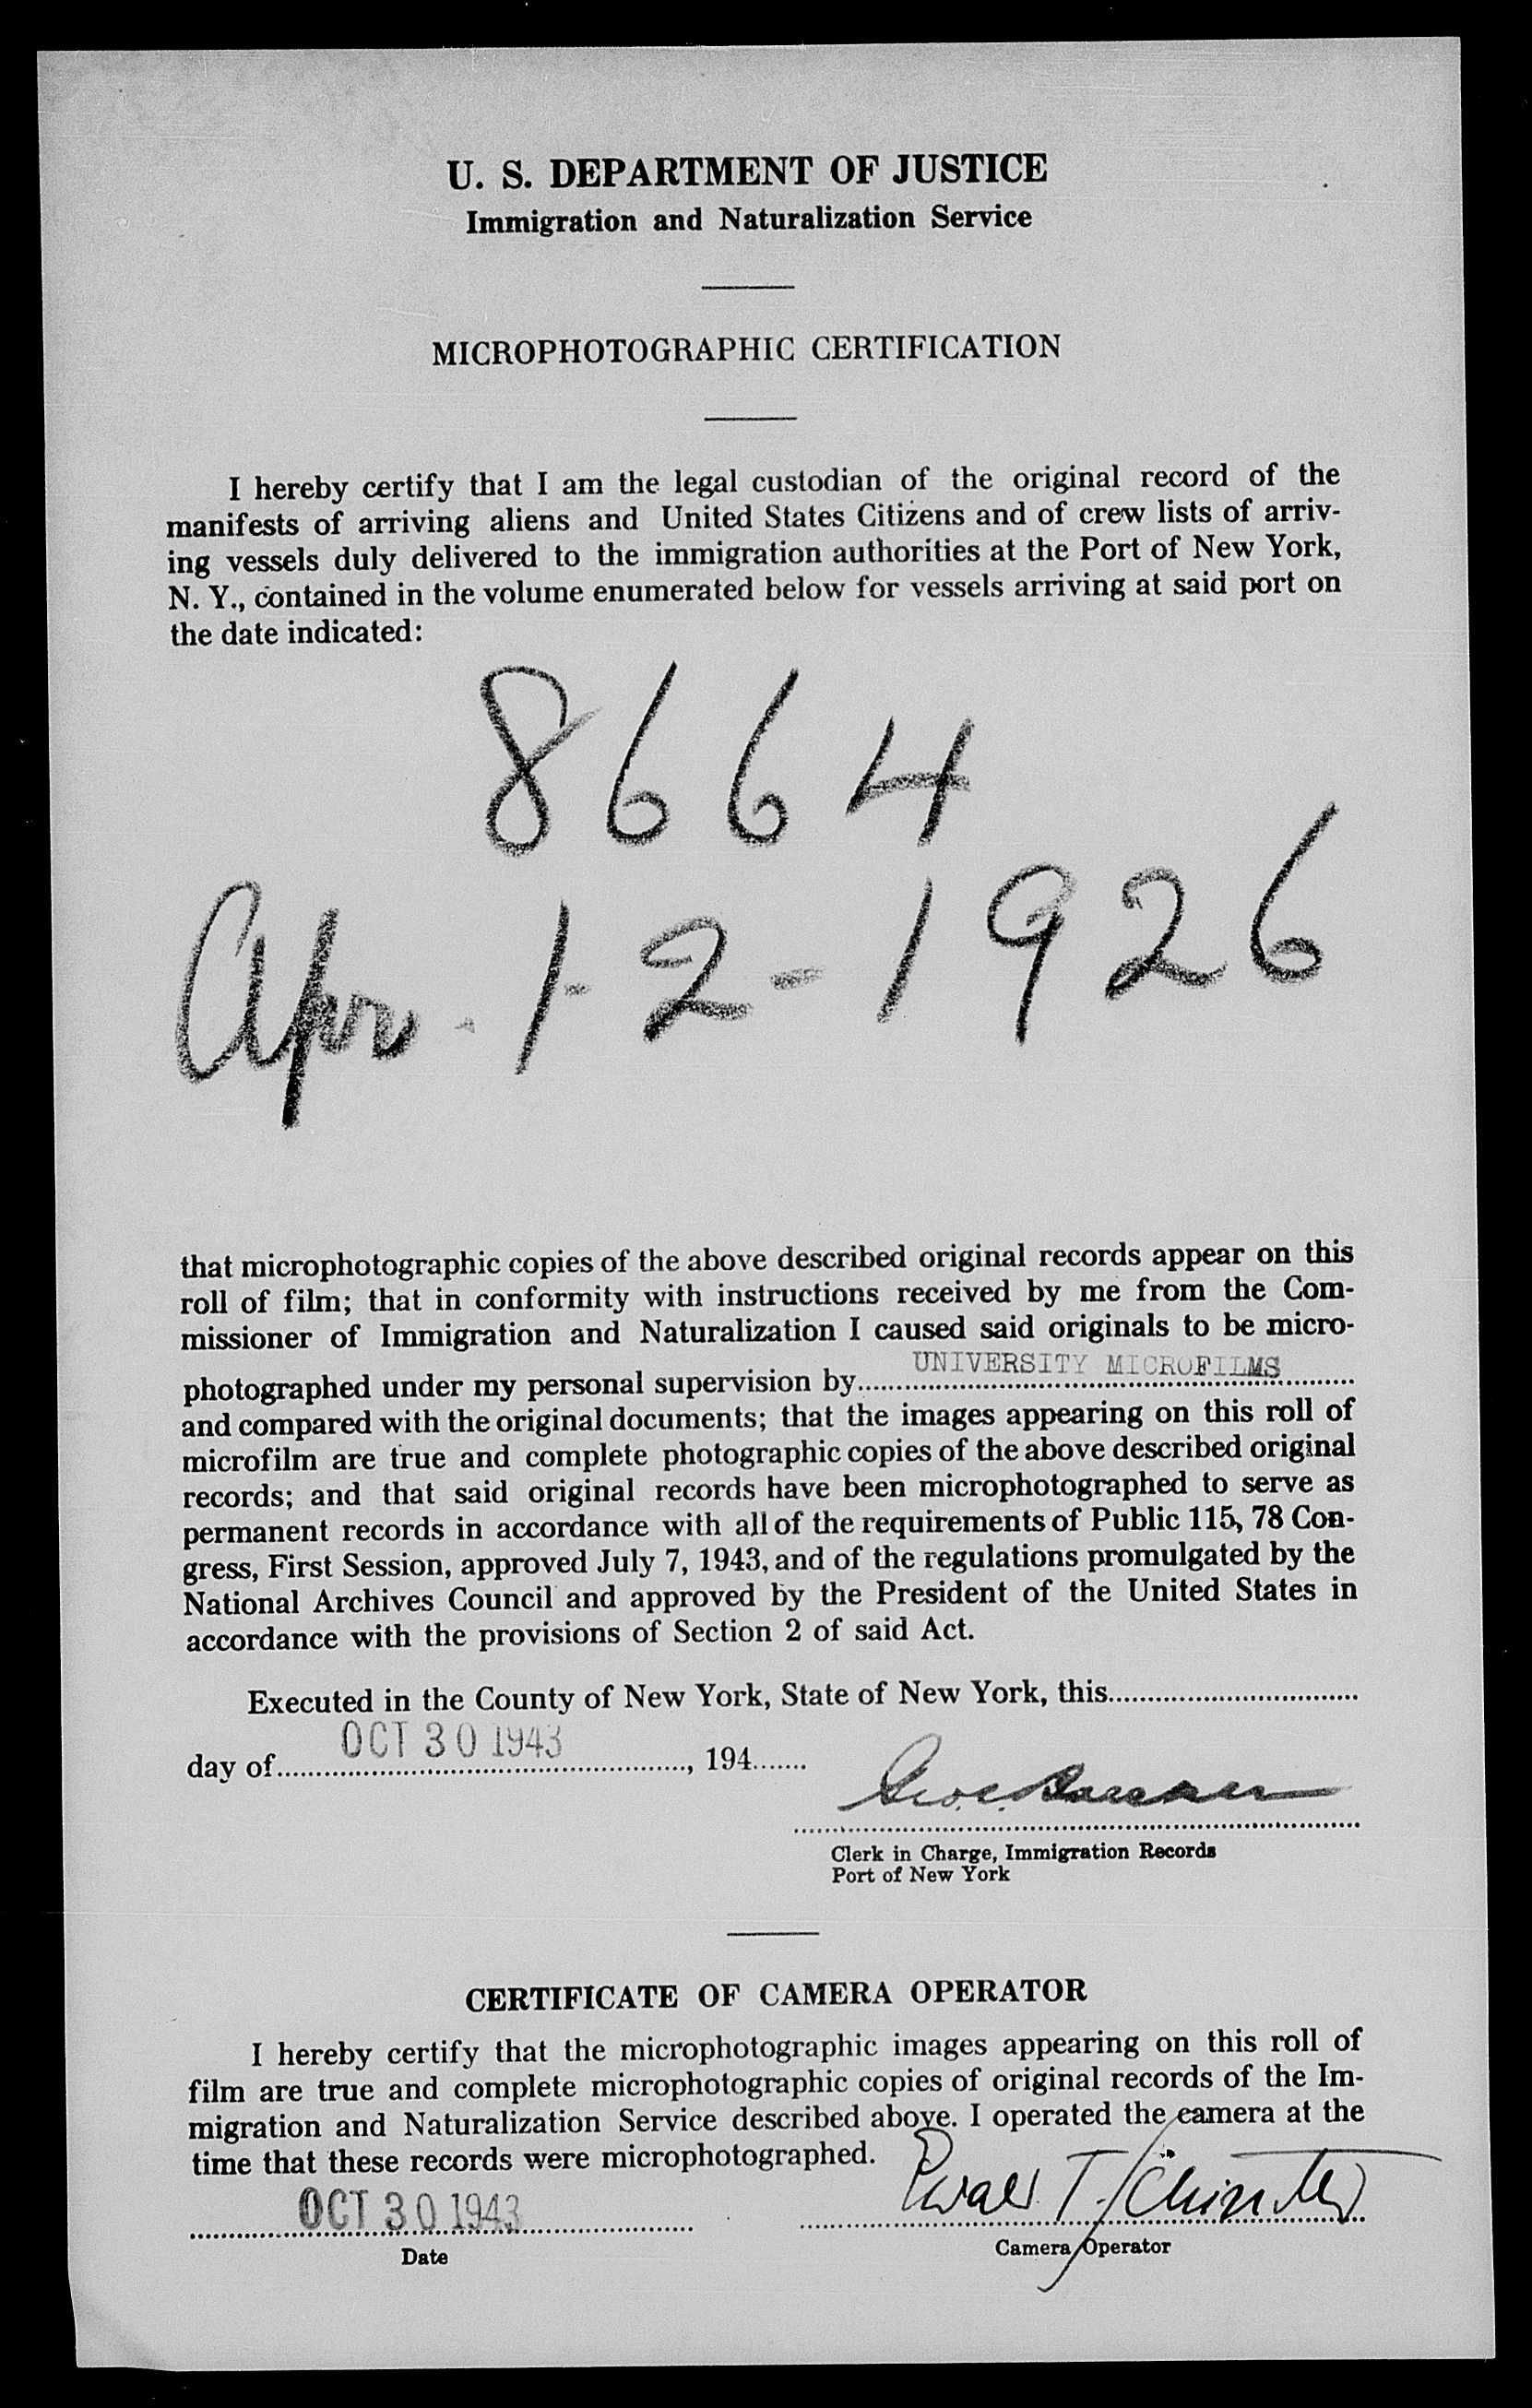 U. S. DEPARTMENT OF JUSTICE
Immigration and Naturalization Service
MICROPHOTOGRAPHIC CERTIFICATION
I hereby certify that I am the legal custodian of the original record of the
manifests of arriving aliens and United States Citizens and of crew lists of arriv-
ing vessels duly delivered to the immigration authorities at the Port of New York,
N. Y., contained in the volume enumerated below for vessels arriving at said port on
the date indicated:
8664
Apr. 1-2-1926
that microphotographic copies of the above described original records appear on this
roll of film; that in conformity with instructions received by me from the Com-
missioner of Immigration and Naturalization I caused said originals to be micro-
UNIVERSITY MICROFILMS
photographed under my personal supervision by
and compared with the original documents; that the images appearing on this roll of
microfilm are true and complete photographic copies of the above described original
records; and that said original records have been microphotographed to serve as
permanent records in accordance with all of the requirements of Public 115, 78 Con-
gress, First Session, approved July 7, 1943, and of the regulations promulgated by the
National Archives Council and approved by the President of the United States in
accordance with the provisions of Section 2 of said Act.
Executed in the County of New York, State of New York, this
OCT 30 1943
day of, 194
Clerk in Charge, Immigration Records
Port of New York
CERTIFICATE OF CAMERA OPERATOR
I hereby certify that the microphotographic images appearing on this roll of
film are true and complete microphotographic copies of original records of the Im-
migration and Naturalization Service described above. I operated the camera at the
time that these records were microphotographed.
OCT 30 1943
Date
Camera Operator